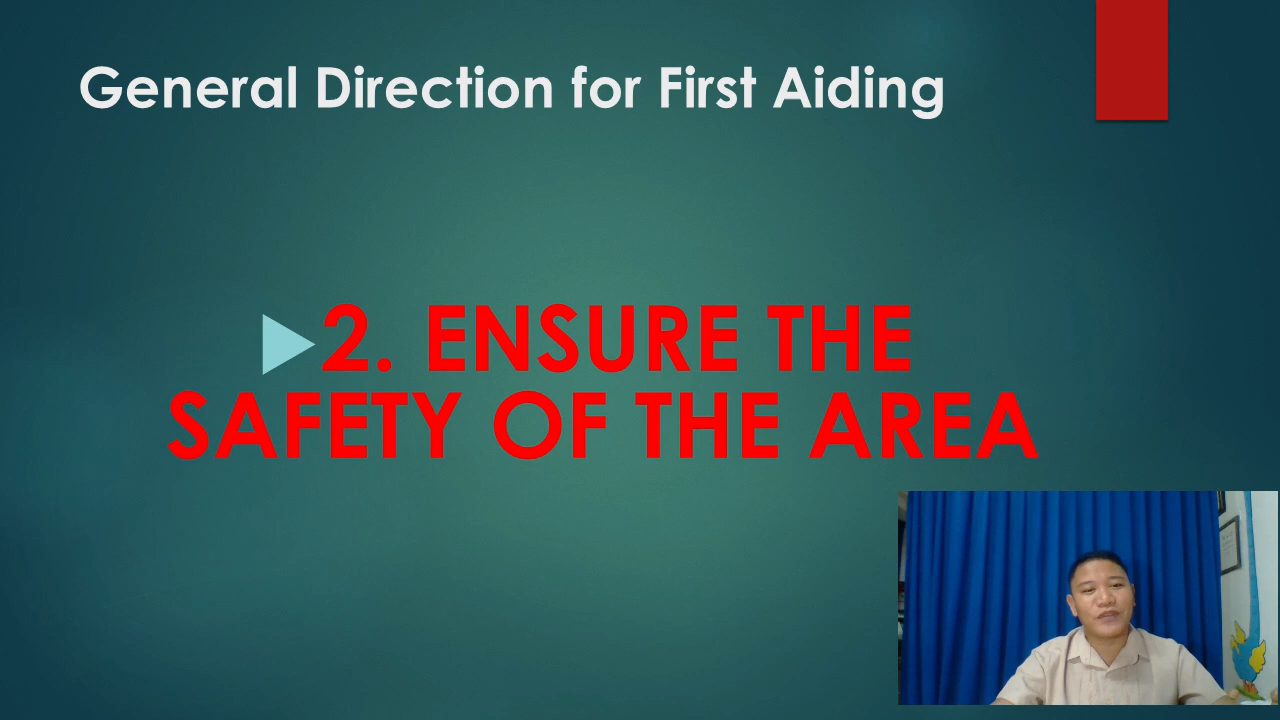 General Direction for First Aiding
2. ENSURE THE
SAFETY OF THE AREA